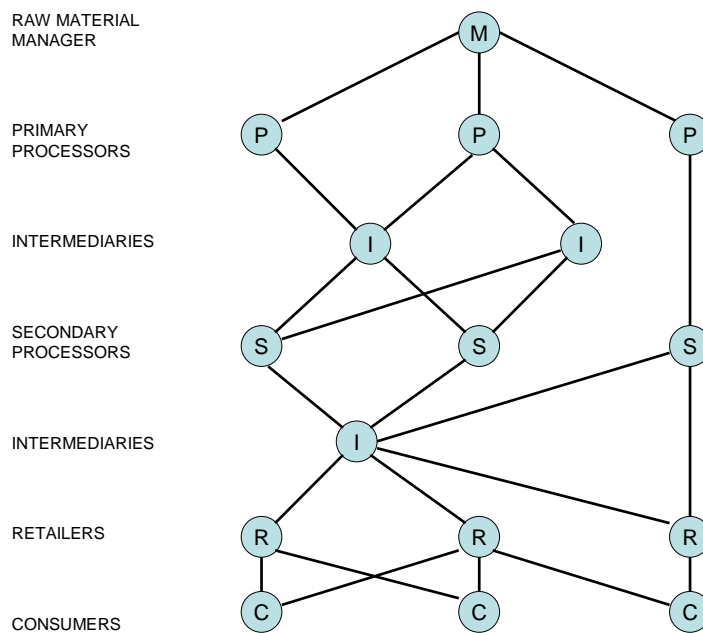 RAW MATERIAL
MANAGER
M
PRIMARY
PROCESSORS
P P P
INTERMEDIARIES
I I
SECONDARY
PROCESSORS
S S S
INTERMEDIARIES
I
RETAILERS
R R R
CONSUMERS
C C C